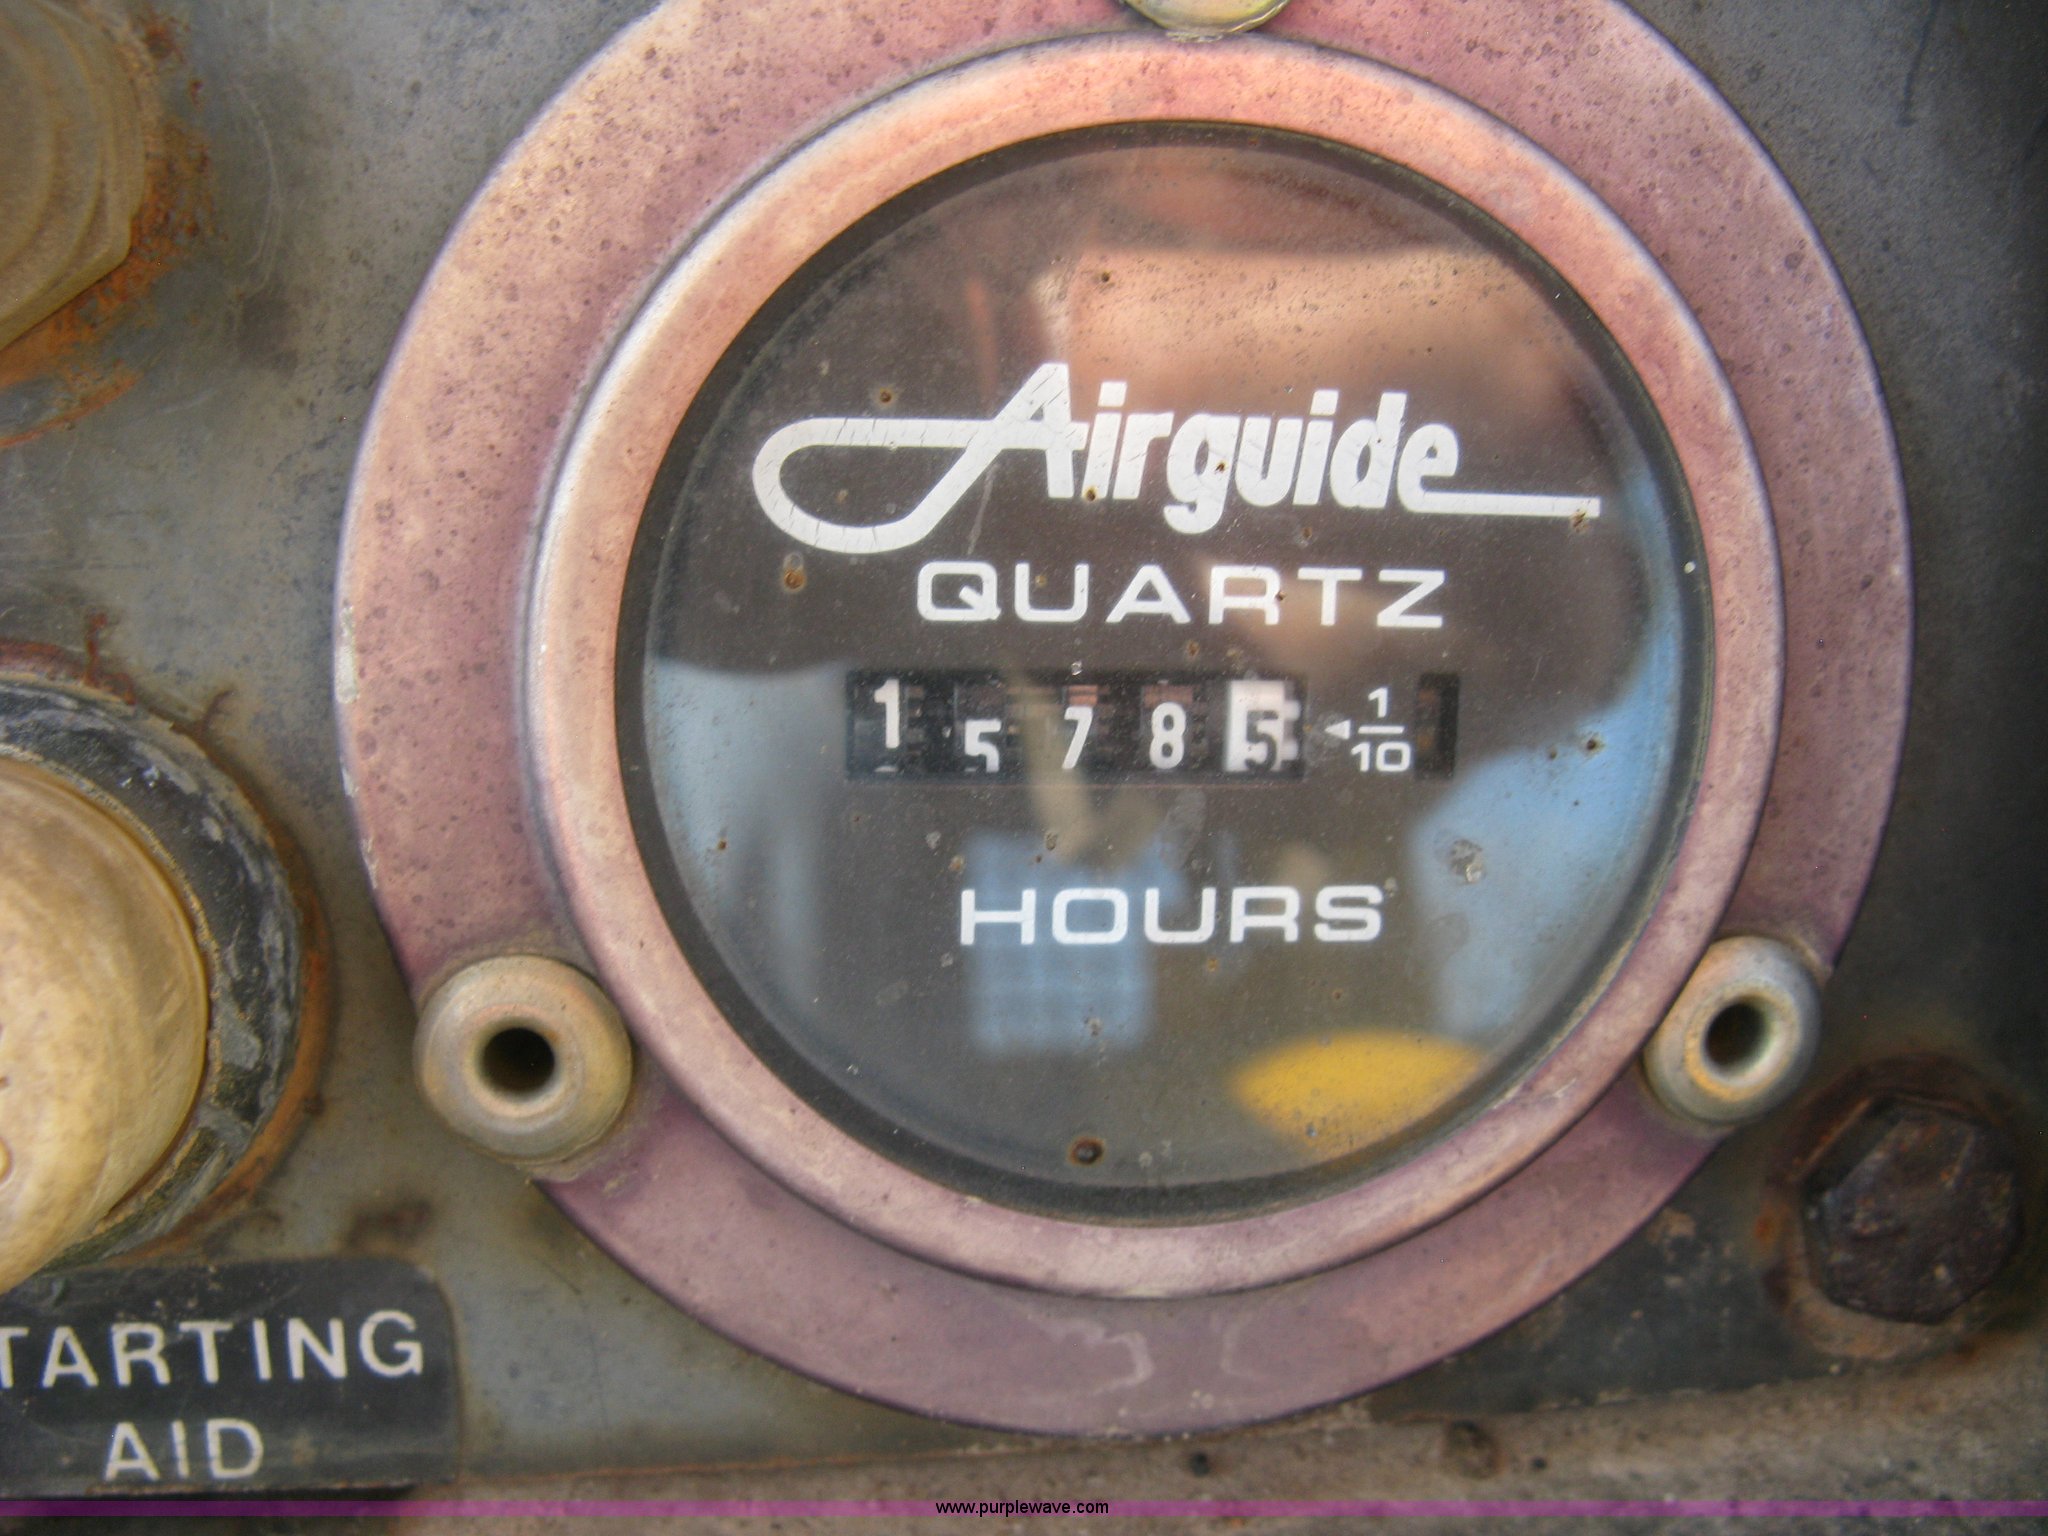 Airguide
QUARTZ
1 5 7 8 5 ◄ 1/10
HOURS
TARTING
AID
www.purplewave.com